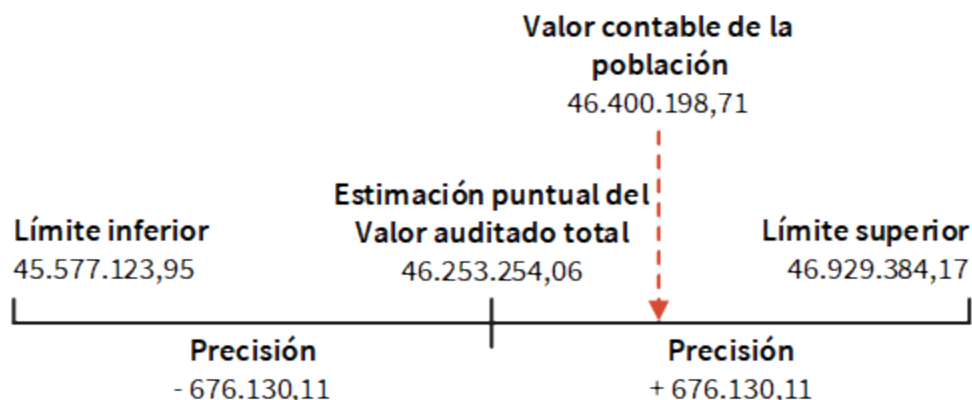 Valor contable de la
población
46.400.198,71
Estimación puntual del
Valor auditado total
46.253.254,06
Límite inferior
45.577.123,95
Límite superior
46.929.384,17
Precisión
- 676.130,11
Precisión
+ 676.130,11